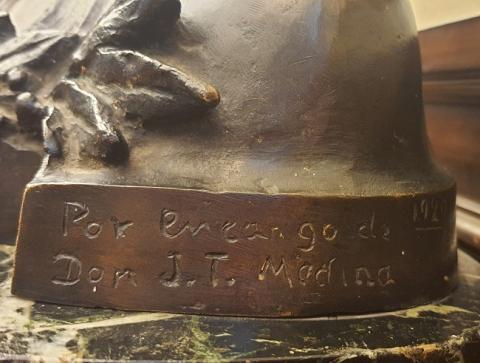 Por encargo de
Don J. T. Medina